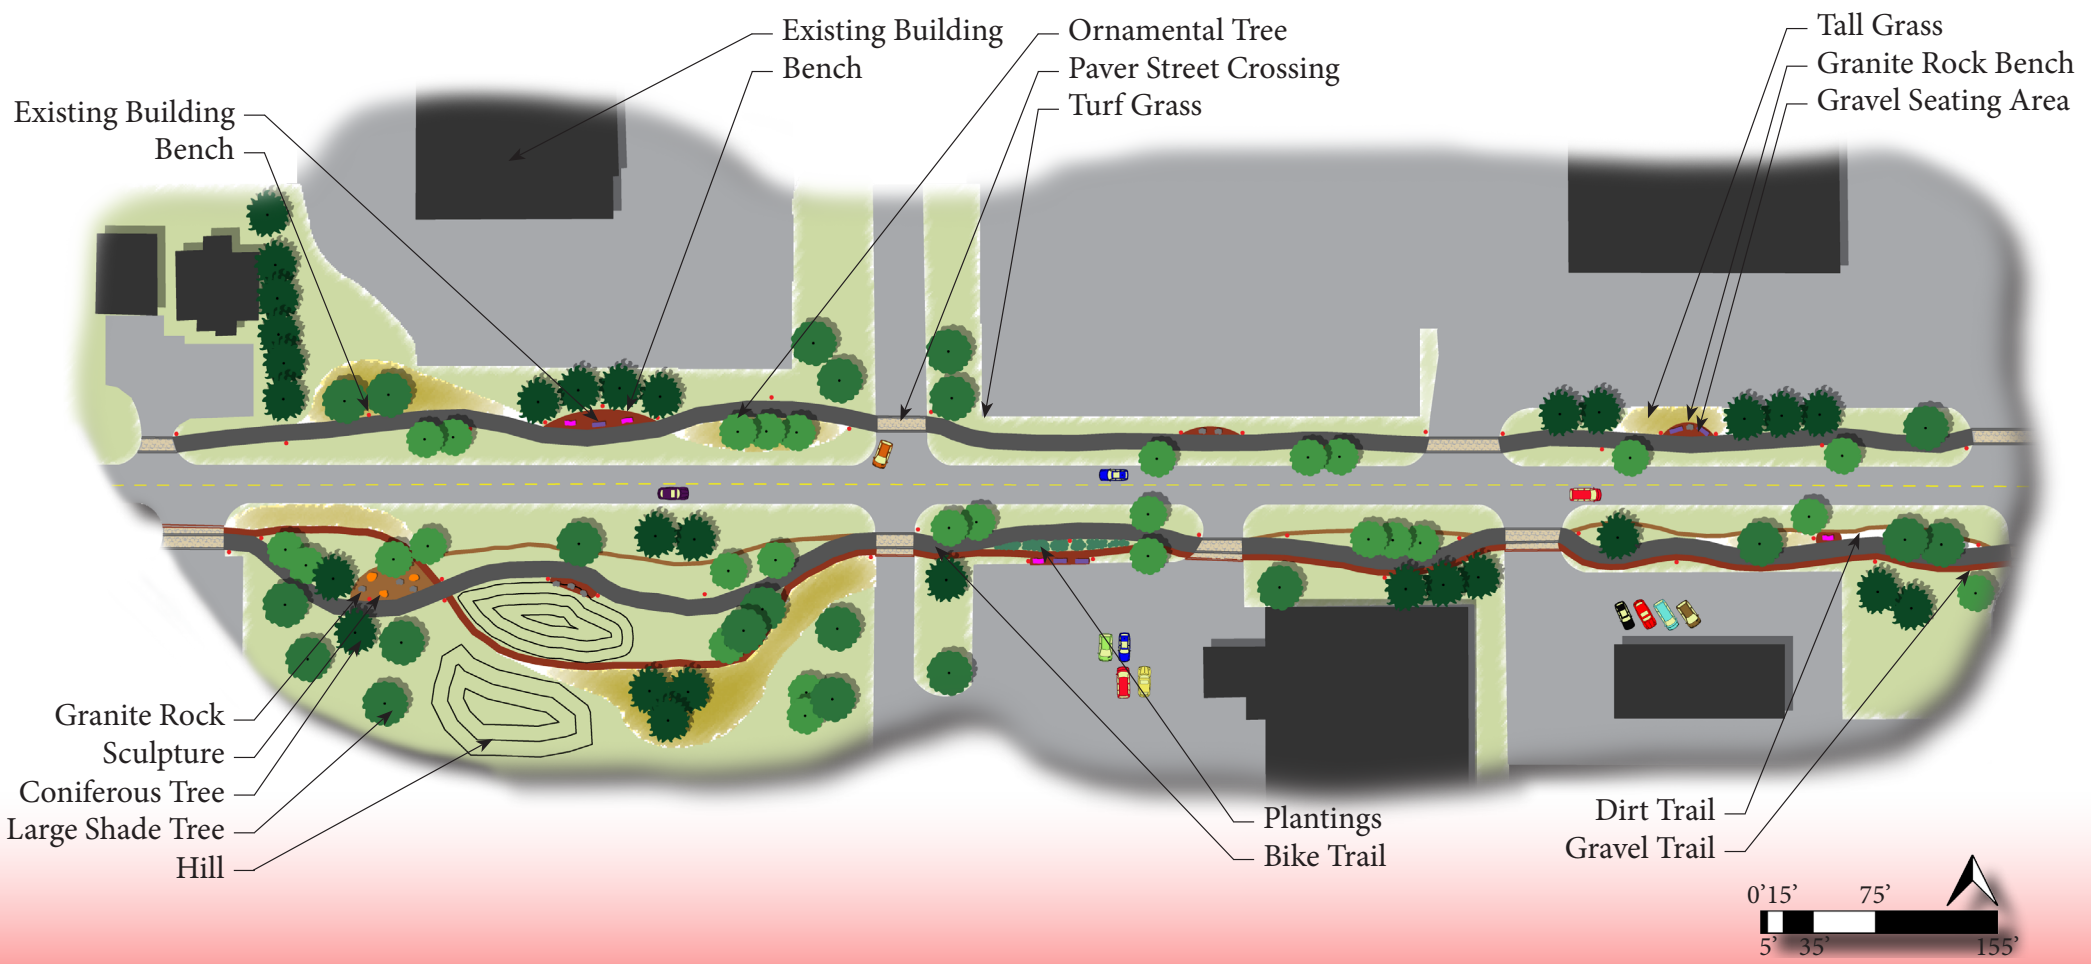 Existing Building
Bench
Existing Building
Bench
Ornamental Tree
Paver Street Crossing
Turf Grass
Tall Grass
Granite Rock Bench
Gravel Seating Area
Granite Rock
Sculpture
Coniferous Tree
Large Shade Tree
Hill
Plantings
Bike Trail
Dirt Trail
Gravel Trail
0' 15' 75'
5' 35' 155'